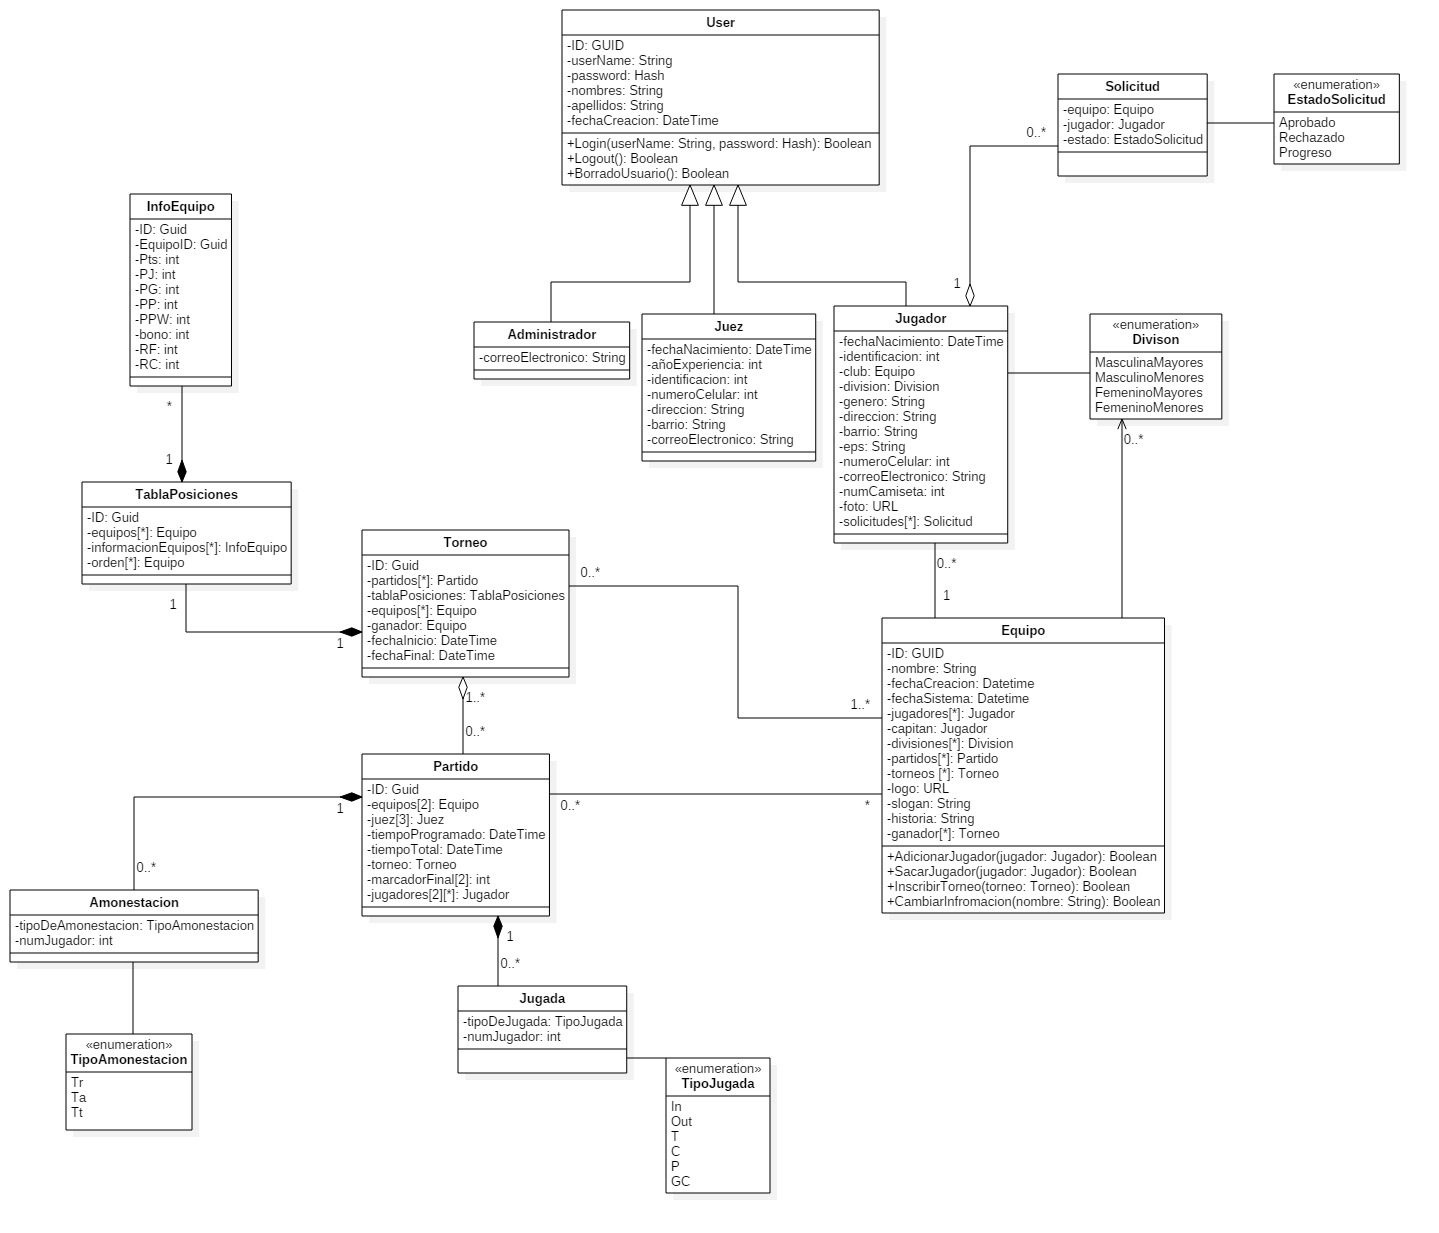 User
-ID: GUID
-userName: String
-password: Hash
-nombres: String
-apellidos: String
-fechaCreacion: DateTime
+Login(userName: String, password: Hash): Boolean
+Logout(): Boolean
+BorradoUsuario(): Boolean
Solicitud
-equipo: Equipo
-jugador: Jugador
-estado: EstadoSolicitud
«enumeration»
EstadoSolicitud
Aprobado
Rechazado
Progreso
0..*
1
InfoEquipo
-ID: Guid
-EquipoID: Guid
-Pts: int
-PJ: int
-PG: int
-PP: int
-PPW: int
-bono: int
-RF: int
-RC: int
*
1
Administrador
-correoElectronico: String
Juez
-fechaNacimiento: DateTime
-añoExperiencia: int
-identificacion: int
-numeroCelular: int
-direccion: String
-barrio: String
-correoElectronico: String
Jugador
-fechaNacimiento: DateTime
-identificacion: int
-club: Equipo
-division: Division
-genero: String
-direccion: String
-barrio: String
-eps: String
-numeroCelular: int
-correoElectronico: String
-numCamiseta: int
-foto: URL
-solicitudes[*]: Solicitud
«enumeration»
Divison
MasculinaMayores
MasculinoMenores
FemeninoMayores
FemeninoMenores
0..*
TablaPosiciones
-ID: Guid
-equipos[*]: Equipo
-informacionEquipos[*]: InfoEquipo
-orden[*]: Equipo
1
1
Torneo
-ID: Guid
-partidos[*]: Partido
-tablaPosiciones: TablaPosiciones
-equipos[*]: Equipo
-ganador: Equipo
-fechaInicio: DateTime
-fechaFinal: DateTime
0..*
1..*
0..*
1
Equipo
-ID: GUID
-nombre: String
-fechaCreacion: Datetime
-fechaSistema: Datetime
-jugadores[*]: Jugador
-capitan: Jugador
-divisiones[*]: Division
-partidos[*]: Partido
-torneos [*]: Torneo
-logo: URL
-slogan: String
-historia: String
-ganador[*]: Torneo
+AdicionarJugador(jugador: Jugador): Boolean
+SacarJugador(jugador: Jugador): Boolean
+InscribirTorneo(torneo: Torneo): Boolean
+CambiarInfromacion(nombre: String): Boolean
1..*
0..*
Partido
-ID: Guid
-equipos[2]: Equipo
-juez[3]: Juez
-tiempoProgramado: DateTime
-tiempoTotal: DateTime
-torneo: Torneo
-marcadorFinal[2]: int
-jugadores[2][*]: Jugador
0..*
*
1
0..*
Amonestacion
-tipoDeAmonestacion: TipoAmonestacion
-numJugador: int
1
0..*
Jugada
-tipoDeJugada: TipoJugada
-numJugador: int
«enumeration»
TipoAmonestacion
Tr
Ta
Tt
«enumeration»
TipoJugada
In
Out
T
C
P
GC